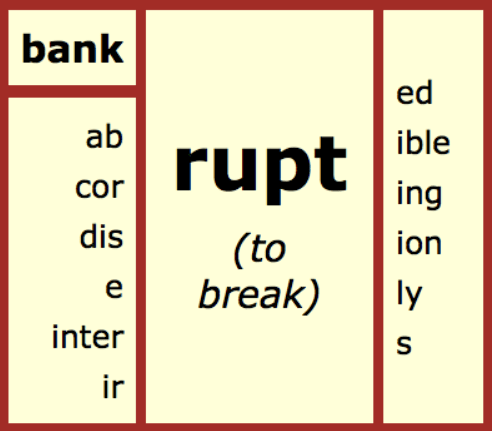 bank
ab
cor
dis
e
inter
ir
rupt
(to
break)
ed
ible
ing
ion
ly
s